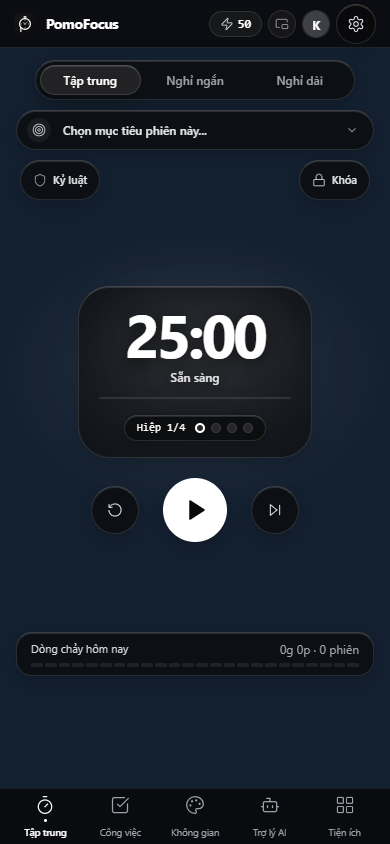 PomoFocus
50
K
Tập trung
Nghỉ ngắn
Nghỉ dài
Chọn mục tiêu phiên này...
Kỷ luật
Khóa
25:00
Sẵn sàng
Hiệp 1/4
Dòng chảy hôm nay
0g 0p · 0 phiên
Tập trung
Công việc
Không gian
Trợ lý AI
Tiện ích